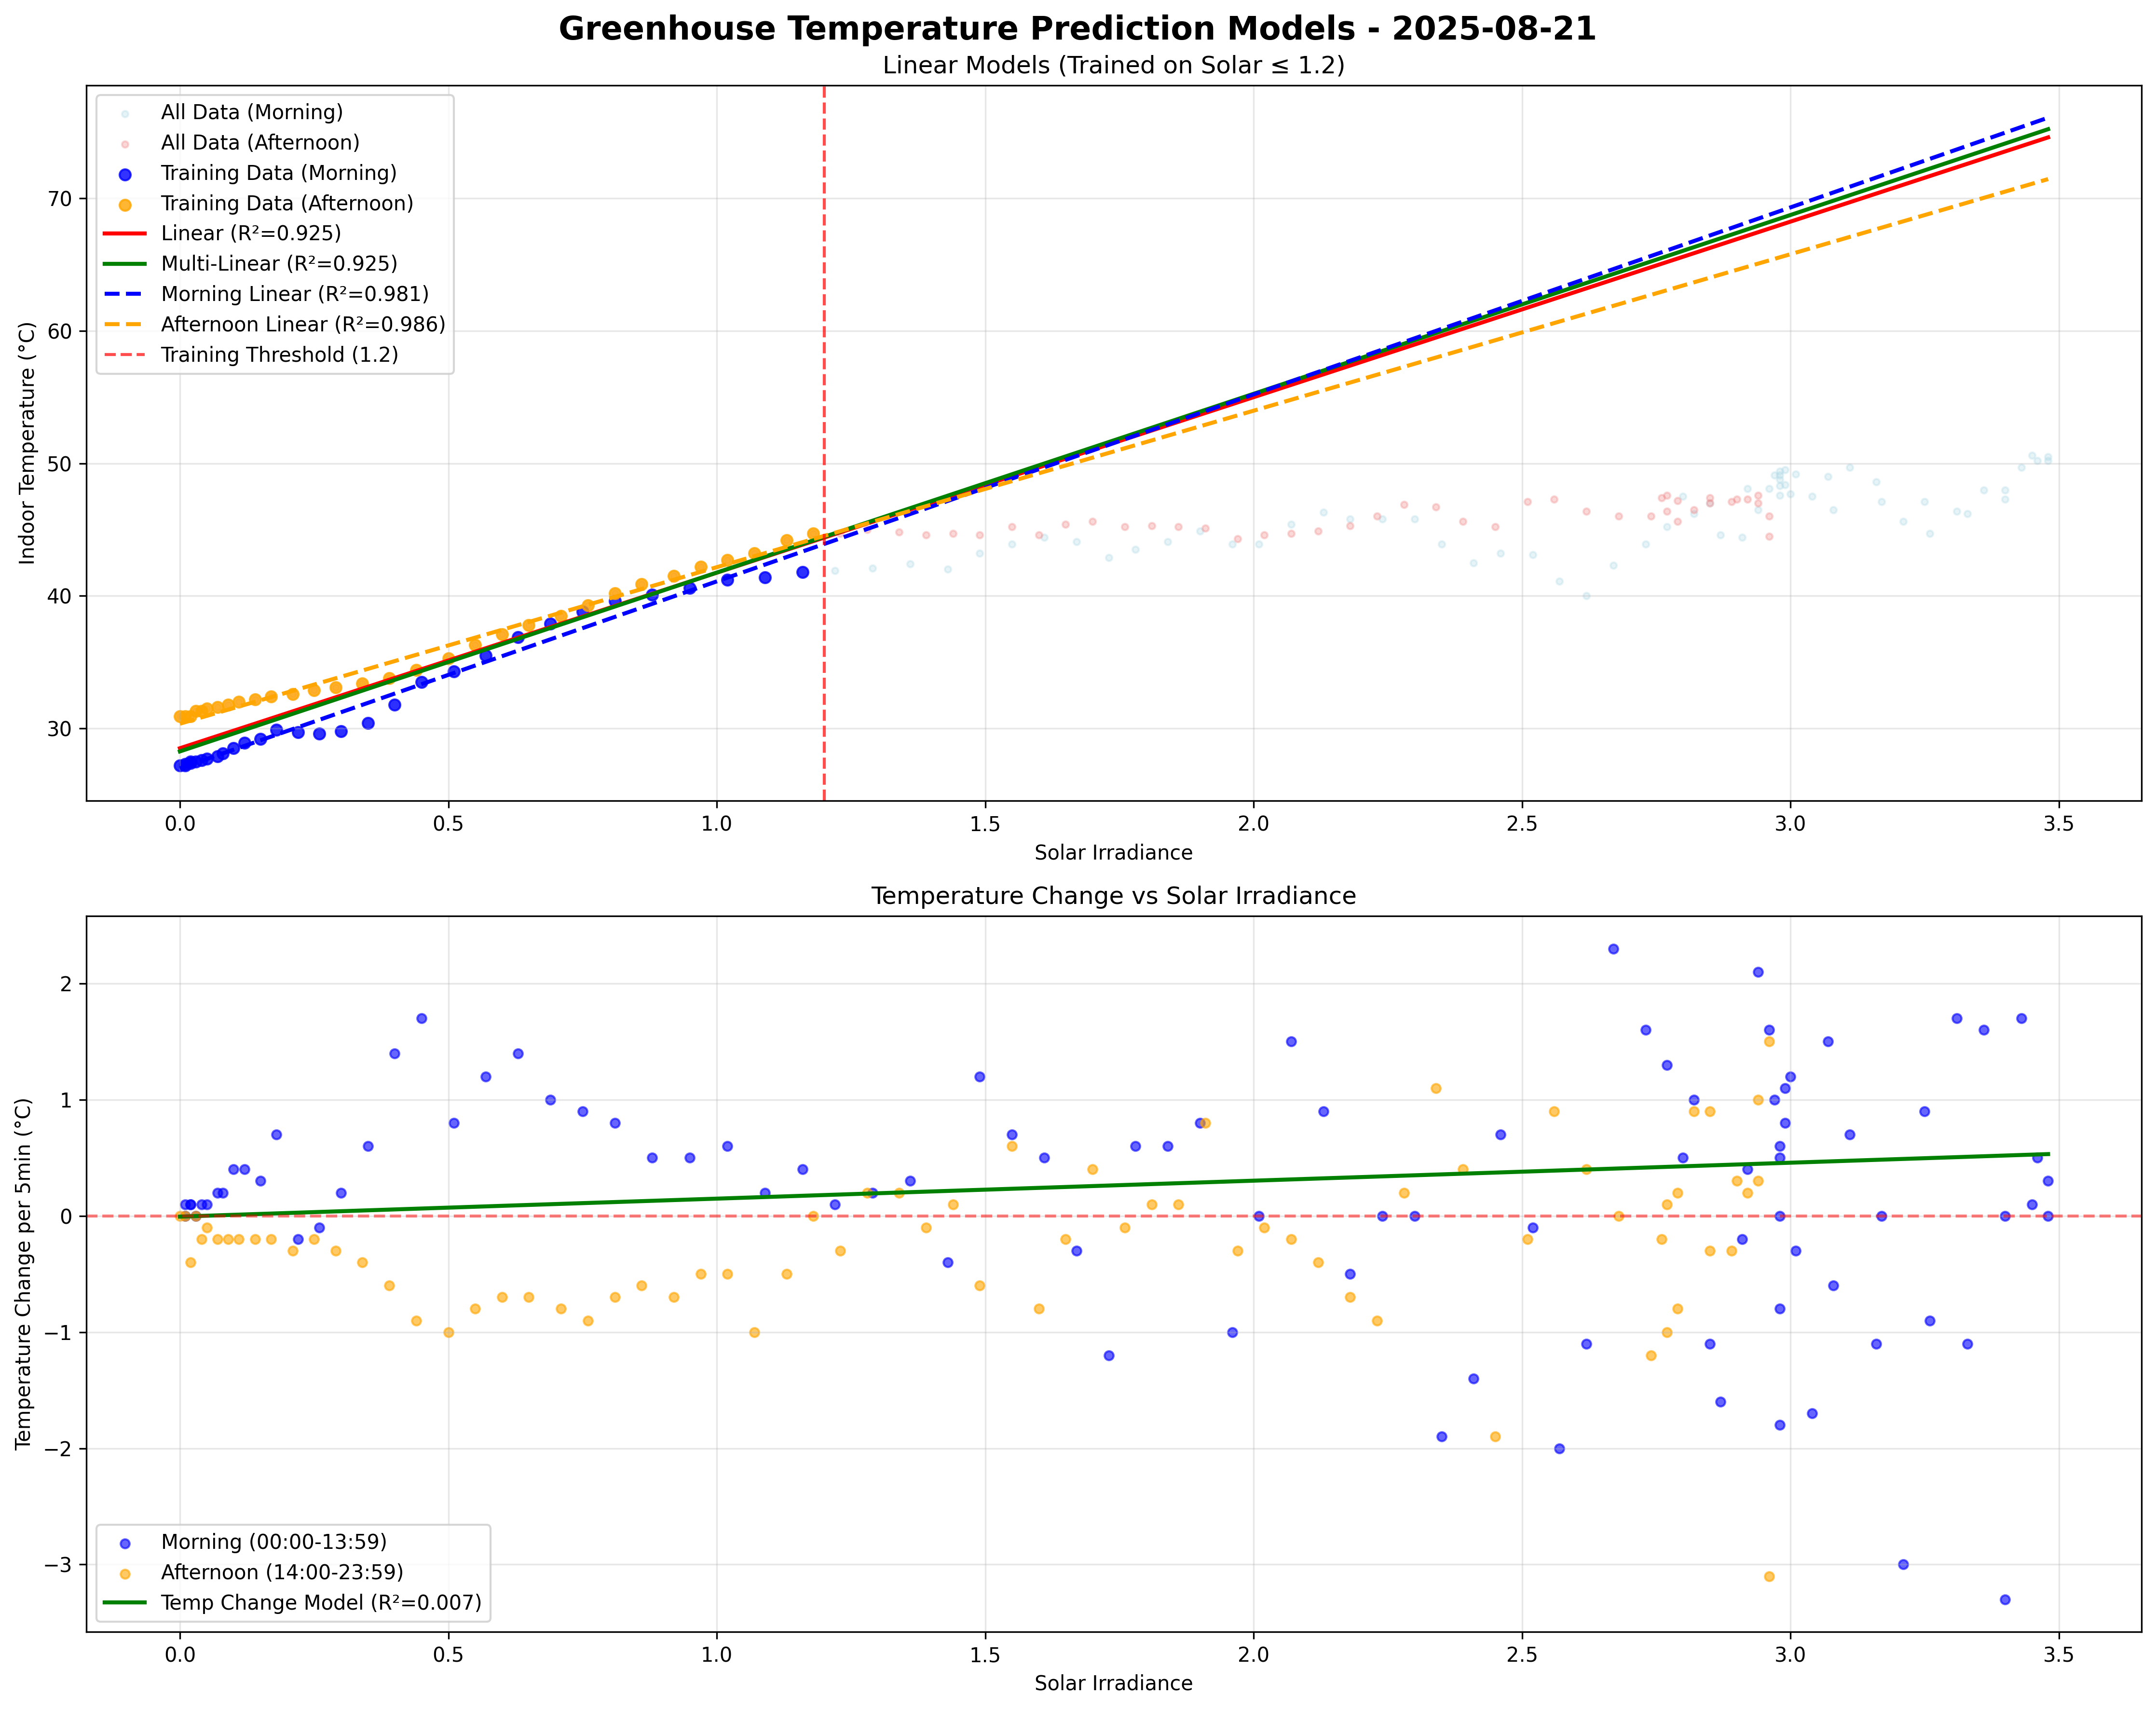 Greenhouse Temperature Prediction Models - 2025-08-21
Linear Models (Trained on Solar ≤ 1.2)
All Data (Morning)
All Data (Afternoon)
Training Data (Morning)
Training Data (Afternoon)
Linear (R²=0.925)
Multi-Linear (R²=0.925)
Morning Linear (R²=0.981)
Afternoon Linear (R²=0.986)
Training Threshold (1.2)
Indoor Temperature (°C)
70
60
50
40
30
0.0 0.5 1.0 1.5 2.0 2.5 3.0 3.5
Solar Irradiance
Temperature Change vs Solar Irradiance
Temperature Change per 5min (°C)
2
1
0
−1
−2
−3
Morning (00:00-13:59)
Afternoon (14:00-23:59)
Temp Change Model (R²=0.007)
0.0 0.5 1.0 1.5 2.0 2.5 3.0 3.5
Solar Irradiance